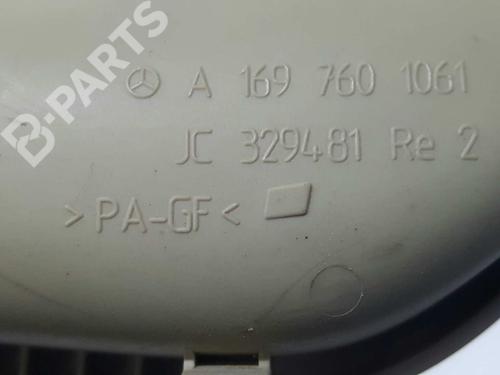 B-PARTS
A 169 760 1061
JC 329481 Re 2
>PA-GF<